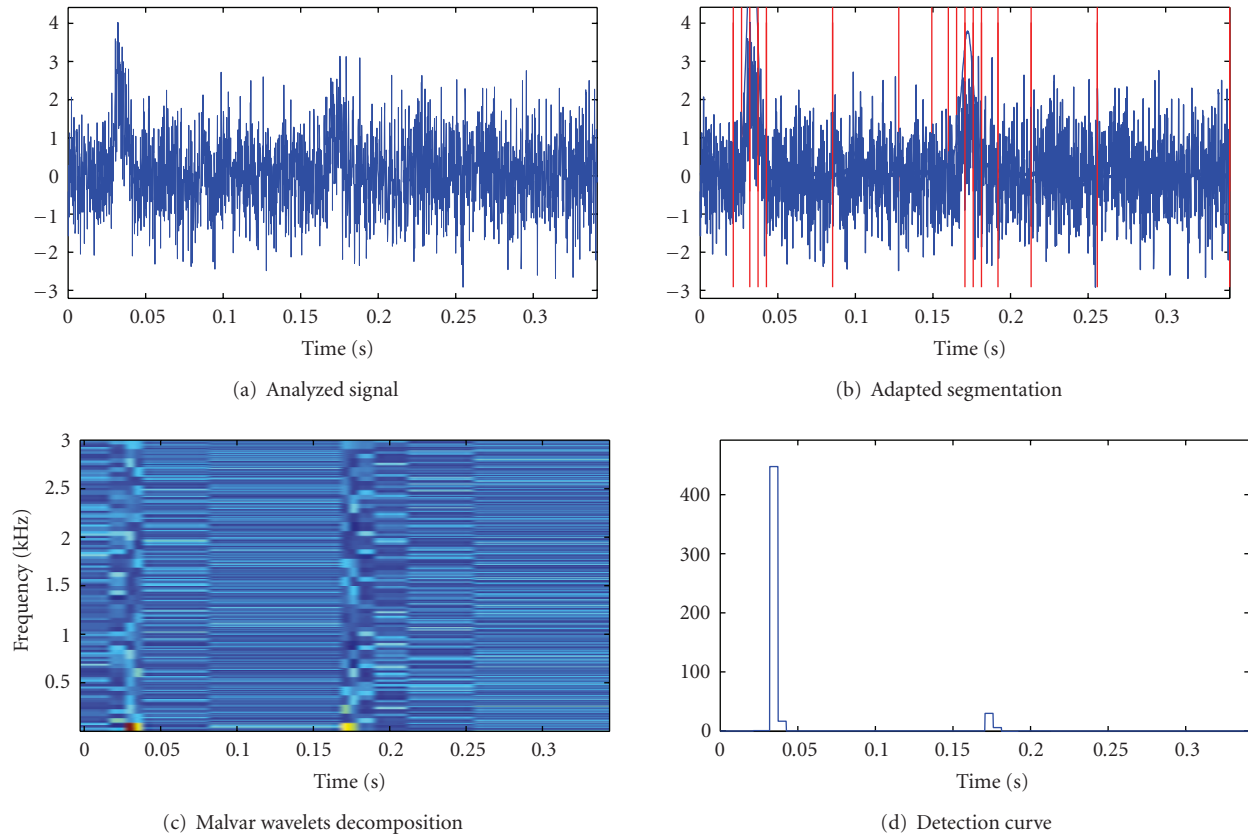 4
3
2
1
0
−1
−2
−3
0 0.05 0.1 0.15 0.2 0.25 0.3
Time (s)
(a) Analyzed signal
4
3
2
1
0
−1
−2
−3
0 0.05 0.1 0.15 0.2 0.25 0.3
Time (s)
(b) Adapted segmentation
Frequency (kHz)
3
2.5
2
1.5
1
0.5
0 0.05 0.1 0.15 0.2 0.25 0.3
Time (s)
(c) Malvar wavelets decomposition
400
300
200
100
0
0 0.05 0.1 0.15 0.2 0.25 0.3
Time (s)
(d) Detection curve